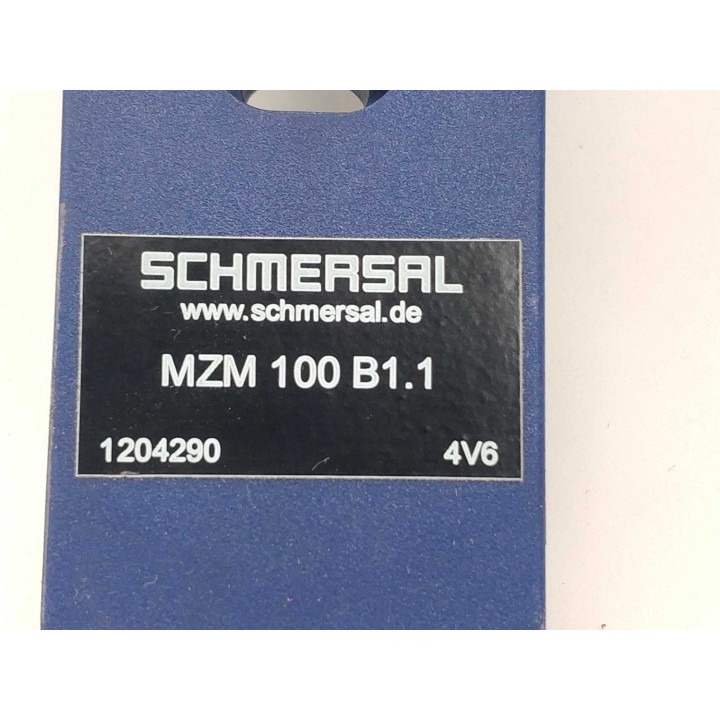 SCHMERSAL
www.schmersal.de
MZM 100 B1.1
1204290 4V6